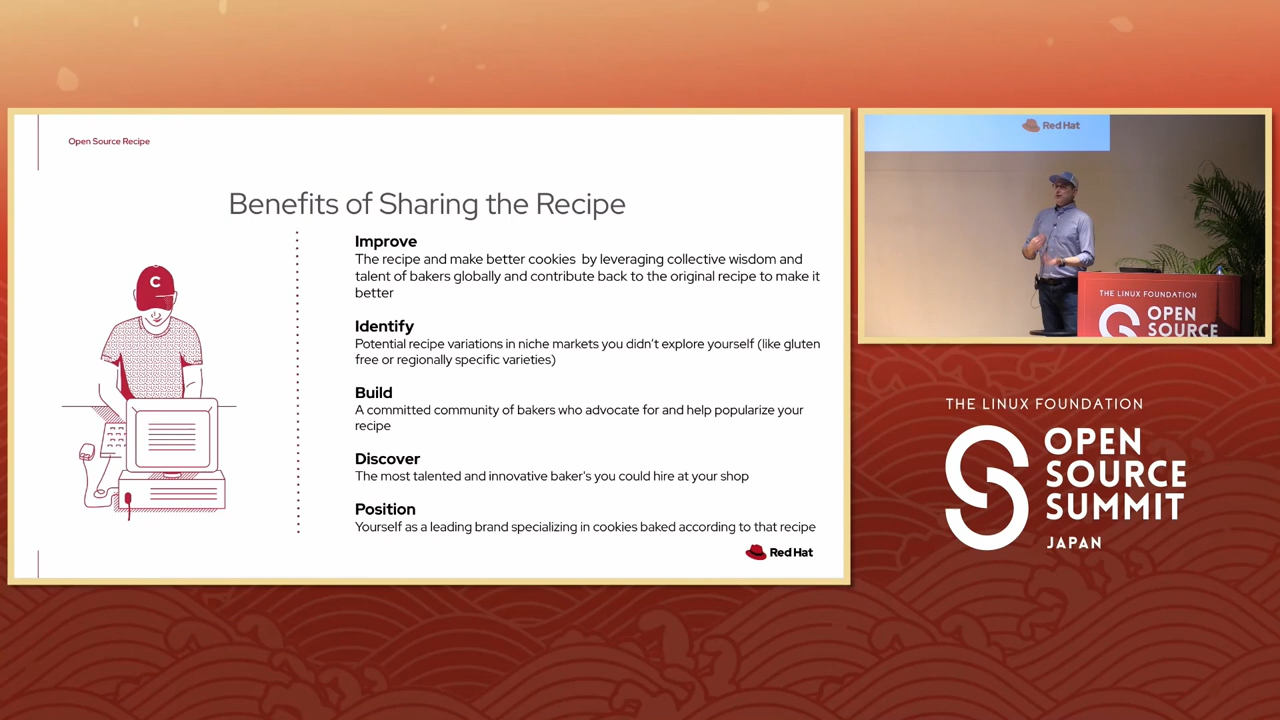 Open Source Recipe
Benefits of Sharing the Recipe
Improve
The recipe and make better cookies by leveraging collective wisdom and
talent of bakers globally and contribute back to the original recipe to make it
better
Identify
Potential recipe variations in niche markets you didn't explore yourself (like gluten
free or regionally specific varieties)
Build
A committed community of bakers who advocate for and help popularize your
recipe
Discover
The most talented and innovative baker's you could hire at your shop
Position
Yourself as a leading brand specializing in cookies baked according to that recipe
Red Hat
C
Red Hat
THE LINUX FOUNDATION
OPEN
SOURCE
THE LINUX FOUNDATION
OPEN
SOURCE
SUMMIT
JAPAN